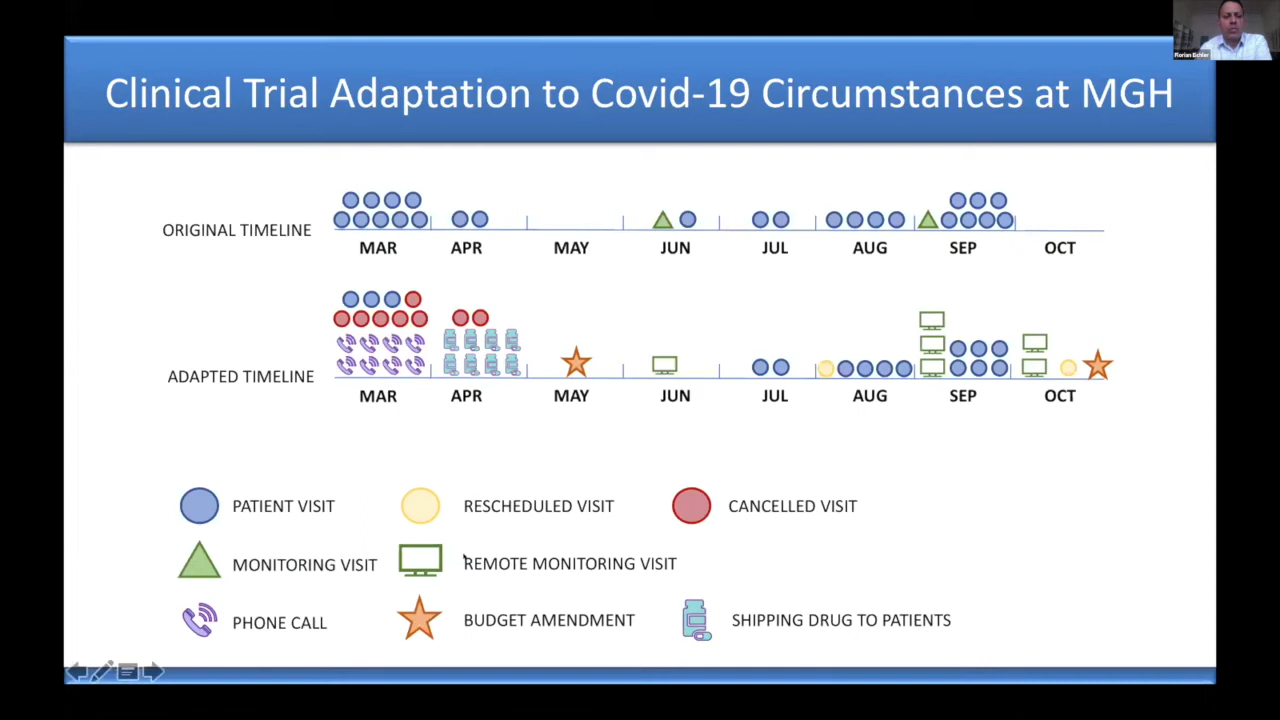 Florian Eichler
Clinical Trial Adaptation to Covid-19 Circumstances at MGH
ORIGINAL TIMELINE
MAR APR MAY JUN JUL AUG SEP OCT
ADAPTED TIMELINE
MAR APR MAY JUN JUL AUG SEP OCT
PATIENT VISIT RESCHEDULED VISIT CANCELLED VISIT
MONITORING VISIT REMOTE MONITORING VISIT
PHONE CALL BUDGET AMENDMENT SHIPPING DRUG TO PATIENTS